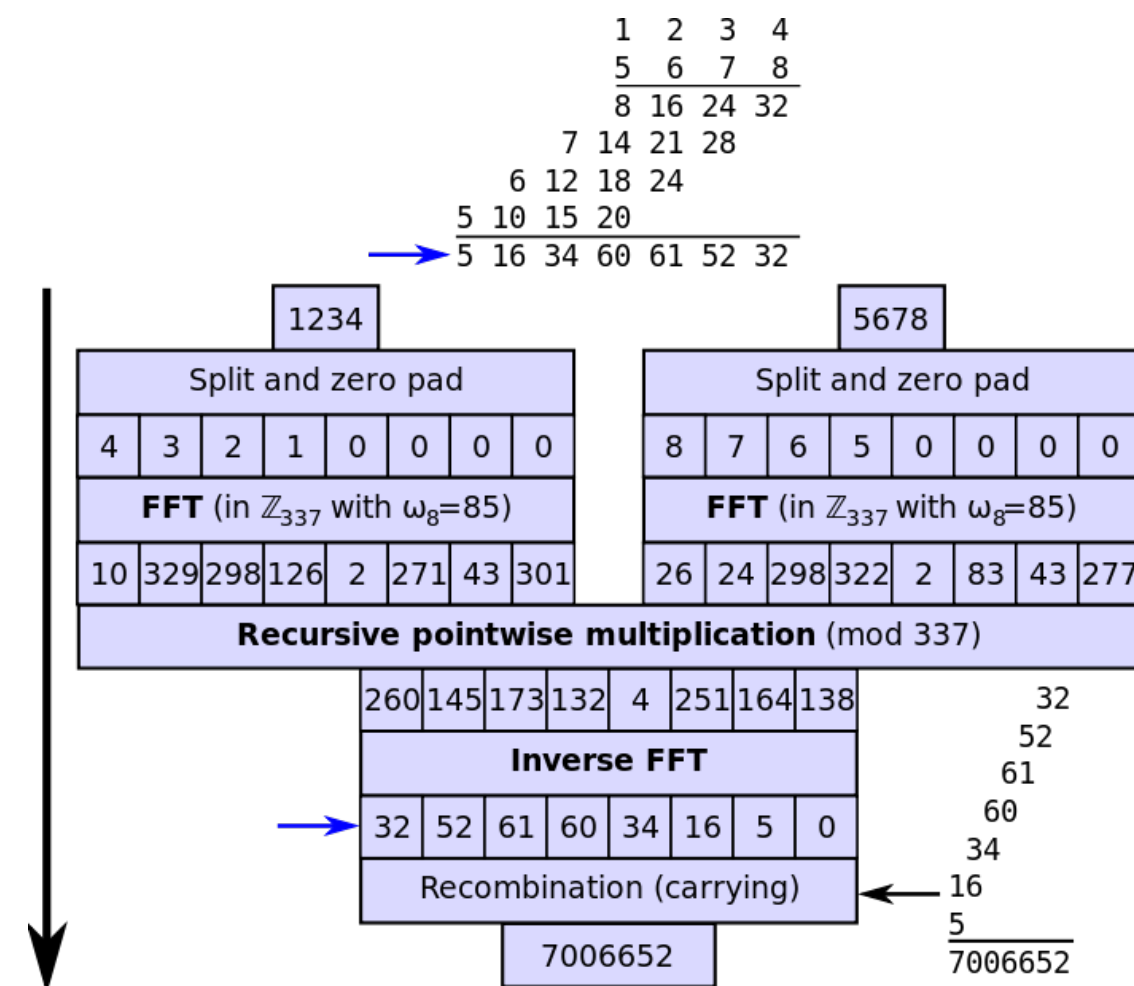 1 2 3 4
5 6 7 8
8 16 24 32
7 14 21 28
6 12 18 24
5 10 15 20
5 16 34 60 61 52 32
1234 5678
Split and zero pad Split and zero pad
4 3 2 1 0 0 0 0 8 7 6 5 0 0 0 0
FFT (in ℤ₃₃₇ with ω₈=85) FFT (in ℤ₃₃₇ with ω₈=85)
10 329 298 126 2 271 43 301 26 24 298 322 2 83 43 277
Recursive pointwise multiplication (mod 337)
260 145 173 132 4 251 164 138
Inverse FFT
32 52 61 60 34 16 5 0
Recombination (carrying)
7006652
32
52
61
60
34
16
5
7006652